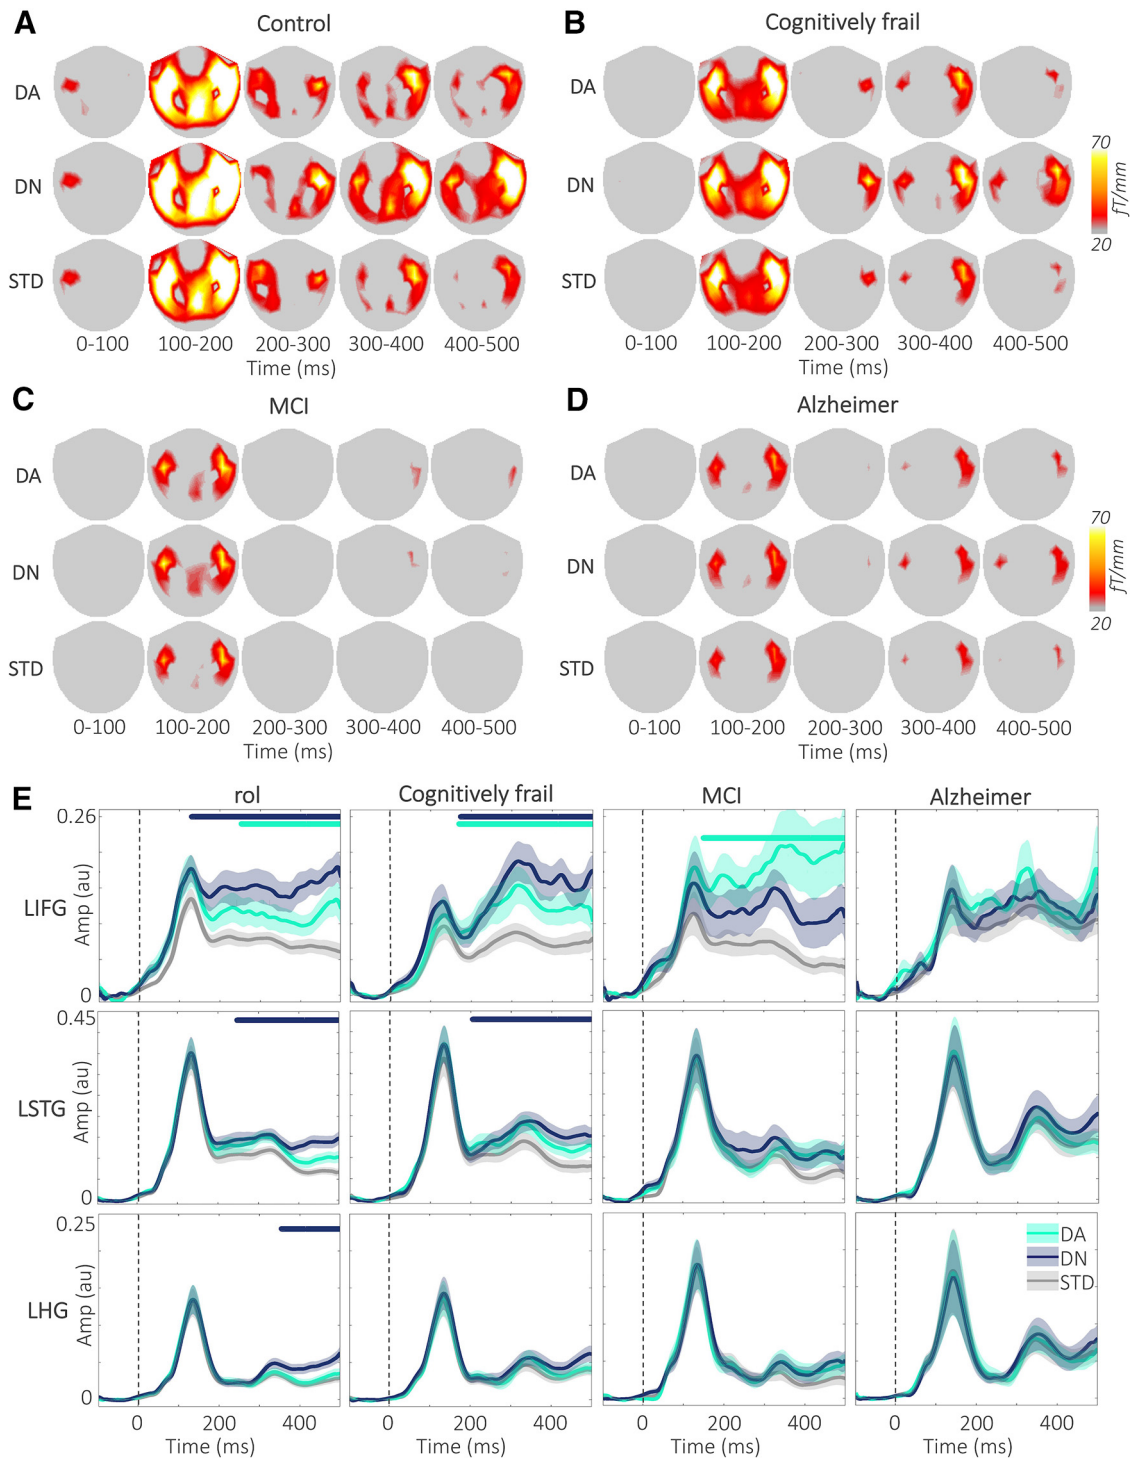 A
Control
B
Cognitively frail
DA
DN
STD
0-100 100-200 200-300 300-400 400-500
Time (ms)
DA
DN
STD
0-100 100-200 200-300 300-400 400-500
Time (ms)
70
fT/mm
20
C
MCI
D
Alzheimer
DA
DN
STD
0-100 100-200 200-300 300-400 400-500
Time (ms)
DA
DN
STD
0-100 100-200 200-300 300-400 400-500
Time (ms)
70
fT/mm
20
E
rol
Cognitively frail
MCI
Alzheimer
0.26
LIFG
Amp (au)
0
0.45
LSTG
Amp (au)
0
0.25
LHG
Amp (au)
0
DA
DN
STD
0 200 400
0 200 400
0 200 400
0 200 400
Time (ms)
Time (ms)
Time (ms)
Time (ms)